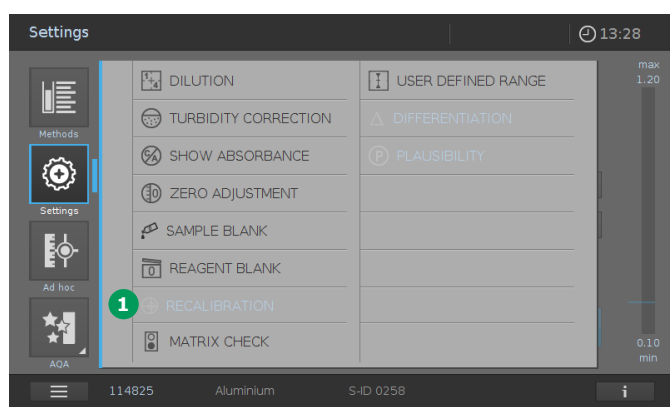 Settings
13:28
Methods
Settings
Ad hoc
AQA
DILUTION
TURBIDITY CORRECTION
SHOW ABSORBANCE
ZERO ADJUSTMENT
SAMPLE BLANK
0 REAGENT BLANK
1 RECALIBRATION
MATRIX CHECK
USER DEFINED RANGE
DIFFERENTIATION
P PLAUSIBILITY
max
1.20
0.10
min
114825 Aluminium S-ID 0258 i